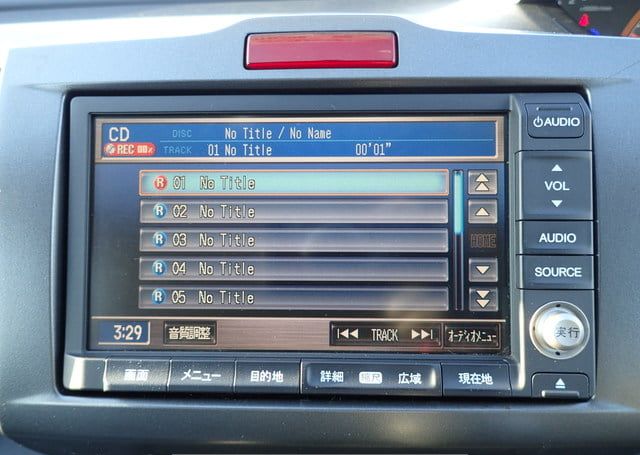 AUDIO
CD DISC No Title / No Name
REC TRACK 01 No Title 00'01"
R 01 No Title
R 02 No Title
R 03 No Title
R 04 No Title
R 05 No Title
HOME
VOL
AUDIO
SOURCE
実行
3:29 音質調整 TRACK オーディオメニュー
画面 メニュー 目的地 詳細 広域 現在地